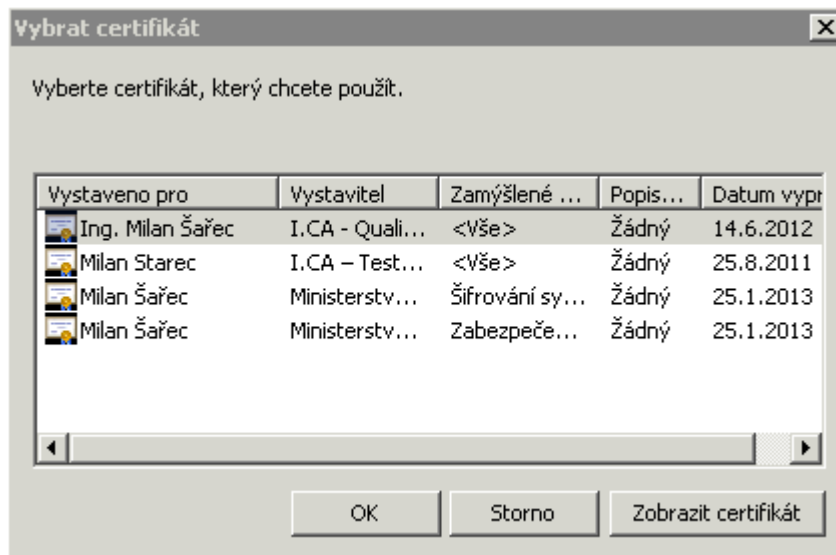 Vybrat certifikát
Vyberte certifikát, který chcete použít.
Vystaveno pro Vystavitel Zamýšlené ... Popis... Datum vypr
Ing. Milan Šařec I.CA - Quali... <Vše> Žádný 14.6.2012
Milan Starec I.CA – Test... <Vše> Žádný 25.8.2011
Milan Šařec Ministerstv... Šifrování sy... Žádný 25.1.2013
Milan Šařec Ministerstv... Zabezpeče... Žádný 25.1.2013
OK Storno Zobrazit certifikát